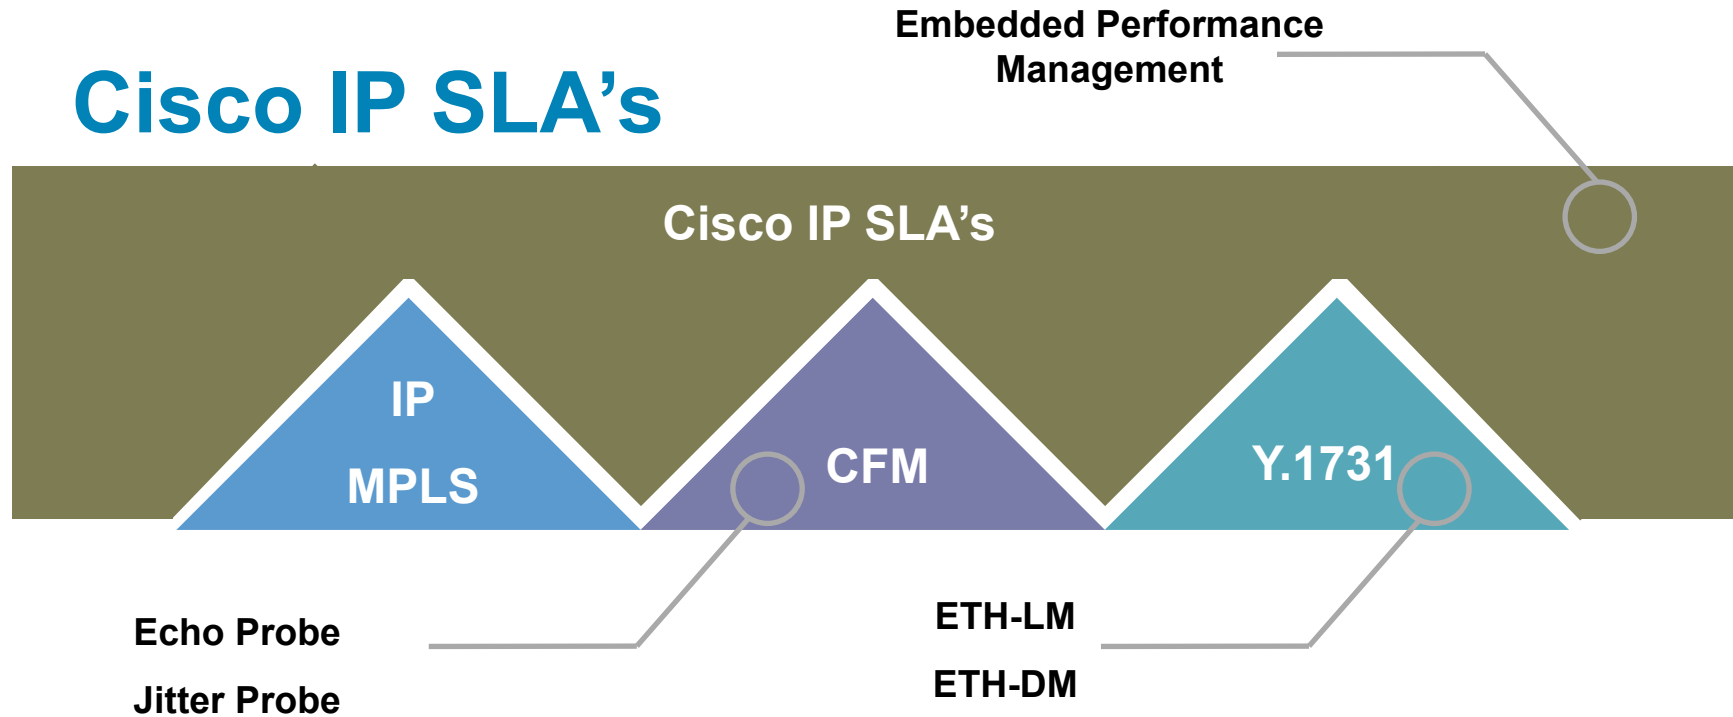 Embedded Performance
Management
Cisco IP SLA’s
Cisco IP SLA’s
IP
MPLS
CFM
Y.1731
Echo Probe
Jitter Probe
ETH-LM
ETH-DM